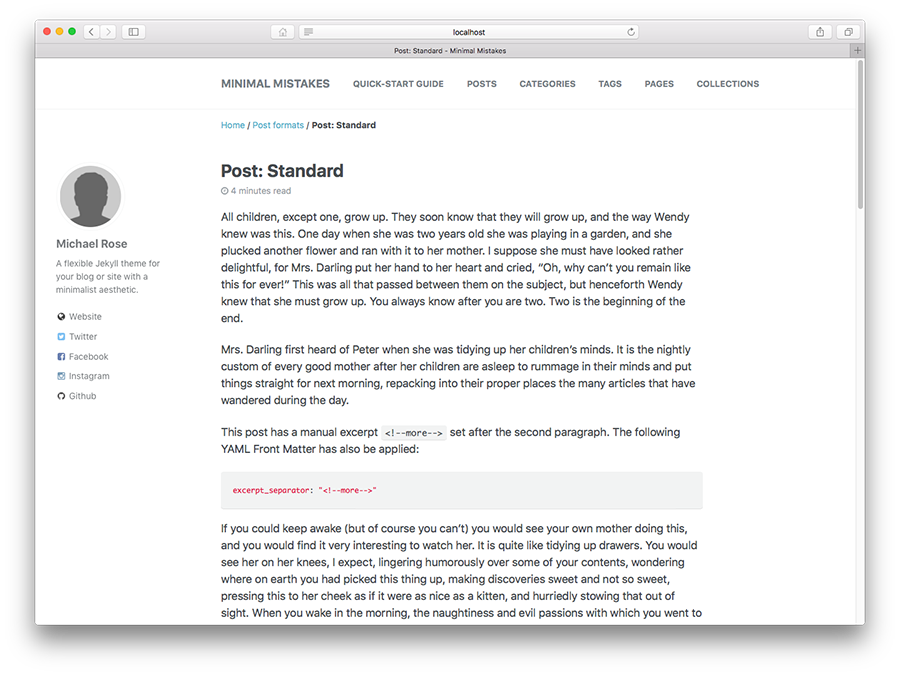 localhost
Post: Standard - Minimal Mistakes
MINIMAL MISTAKES QUICK-START GUIDE POSTS CATEGORIES TAGS PAGES COLLECTIONS
Home / Post formats / Post: Standard
Michael Rose
A flexible Jekyll theme for
your blog or site with a
minimalist aesthetic.
Website
Twitter
Facebook
Instagram
Github
Post: Standard
4 minutes read
All children, except one, grow up. They soon know that they will grow up, and the way Wendy
knew was this. One day when she was two years old she was playing in a garden, and she
plucked another flower and ran with it to her mother. I suppose she must have looked rather
delightful, for Mrs. Darling put her hand to her heart and cried, “Oh, why can’t you remain like
this for ever!” This was all that passed between them on the subject, but henceforth Wendy
knew that she must grow up. You always know after you are two. Two is the beginning of the
end.
Mrs. Darling first heard of Peter when she was tidying up her children’s minds. It is the nightly
custom of every good mother after her children are asleep to rummage in their minds and put
things straight for next morning, repacking into their proper places the many articles that have
wandered during the day.
This post has a manual excerpt <!--more--> set after the second paragraph. The following
YAML Front Matter has also be applied:
excerpt_separator: "<!--more-->"
If you could keep awake (but of course you can’t) you would see your own mother doing this,
and you would find it very interesting to watch her. It is quite like tidying up drawers. You would
see her on her knees, I expect, lingering humorously over some of your contents, wondering
where on earth you had picked this thing up, making discoveries sweet and not so sweet,
pressing this to her cheek as if it were as nice as a kitten, and hurriedly stowing that out of
sight. When you wake in the morning, the naughtiness and evil passions with which you went to